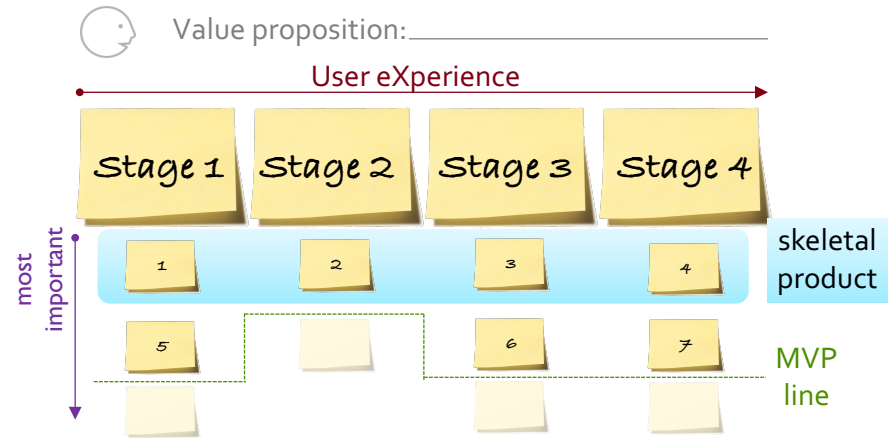 Value proposition:
User eXperience
Stage 1 Stage 2 Stage 3 Stage 4
most
important
1 2 3 4
skeletal
product
5 6 7
MVP
line